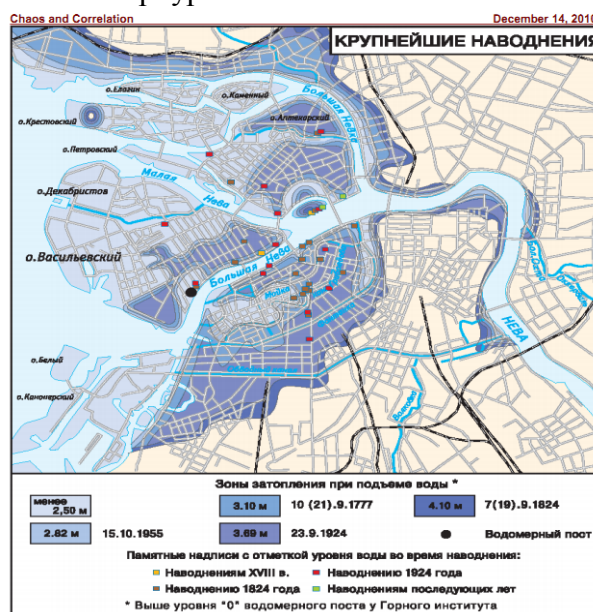 Chaos and Correlation
December 14, 2010
КРУПНЕЙШИЕ НАВОДНЕНИЯ
о.Елагин
о.Каменный
Большая Невка
о.Крестовский
о.Аптекарский
о.Петровский
Малая
Нева
о.Декабристов
о.Васильевский
Большая Нева
Мойка
о.Белый
о.Канонерский
НЕВА
Волковка
Бол.Охта
Зоны затопления при подъеме воды *
менее
2,50 м
3.10 м
10 (21).9.1777
4.10 м
7(19).9.1824
2.82 м
15.10.1955
3.69 м
23.9.1924
Водомерный пост
Памятные надписи с отметкой уровня воды во время наводнения:
Наводнениям XVIII в.
Наводнению 1924 года
Наводнению 1824 года
Наводнениям последующих лет
* Выше уровня "0" водомерного поста у Горного института